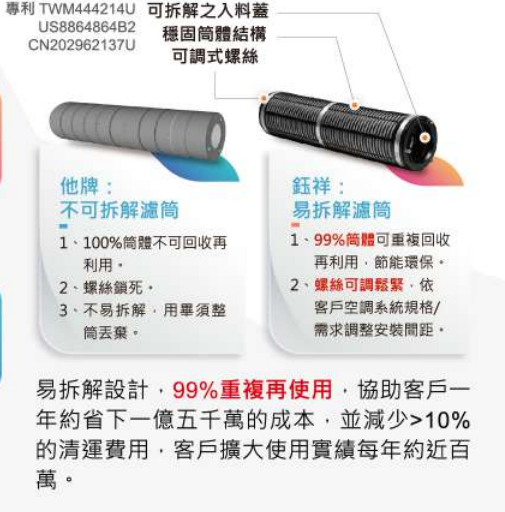 專利 TWM444214U
US8864864B2
CN202962137U
可拆解之入料蓋
穩固筒體結構
可調式螺絲
他牌：
不可拆解濾筒
1、100%筒體不可回收再
利用。
2、螺絲鎖死。
3、不易拆解，用畢須整
筒丟棄。
鈺祥：
易拆解濾筒
1、99%筒體可重複回收
再利用，節能環保。
2、螺絲可調鬆緊，依
客戶空調系統規格/
需求調整安裝間距。
易拆解設計，99%重複再使用，協助客戶一
年約省下一億五千萬的成本，並減少>10%
的清運費用，客戶擴大使用實績每年約近百
萬。